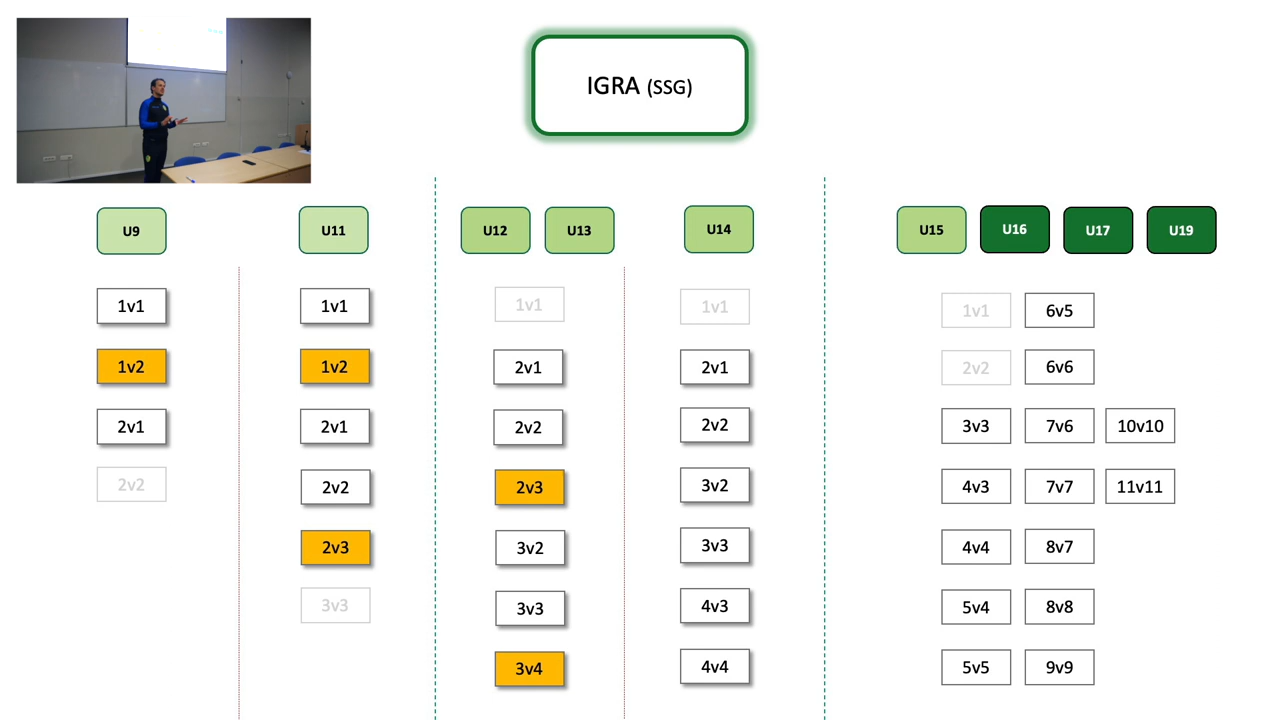 IGRA (SSG)
U9
U11
U12
U13
U14
U15
U16
U17
U19
1v1
1v2
2v1
2v2
1v1
1v2
2v1
2v2
2v3
3v3
1v1
2v1
2v2
2v3
3v2
3v3
3v4
1v1
2v1
2v2
3v2
3v3
4v3
4v4
1v1
6v5
2v2
6v6
3v3
7v6
10v10
4v3
7v7
11v11
4v4
8v7
5v4
8v8
5v5
9v9